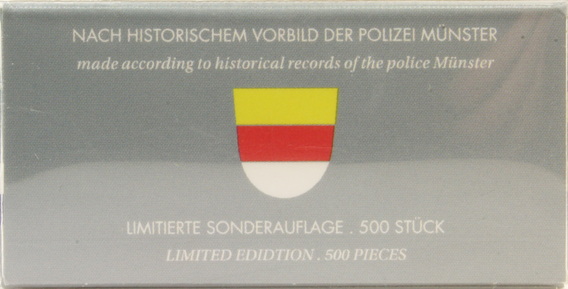 NACH HISTORISCHEM VORBILD DER POLIZEI MÜNSTER
made according to historical records of the police Münster
LIMITIERTE SONDERAUFLAGE . 500 STÜCK
LIMITED EDIDTION . 500 PIECES